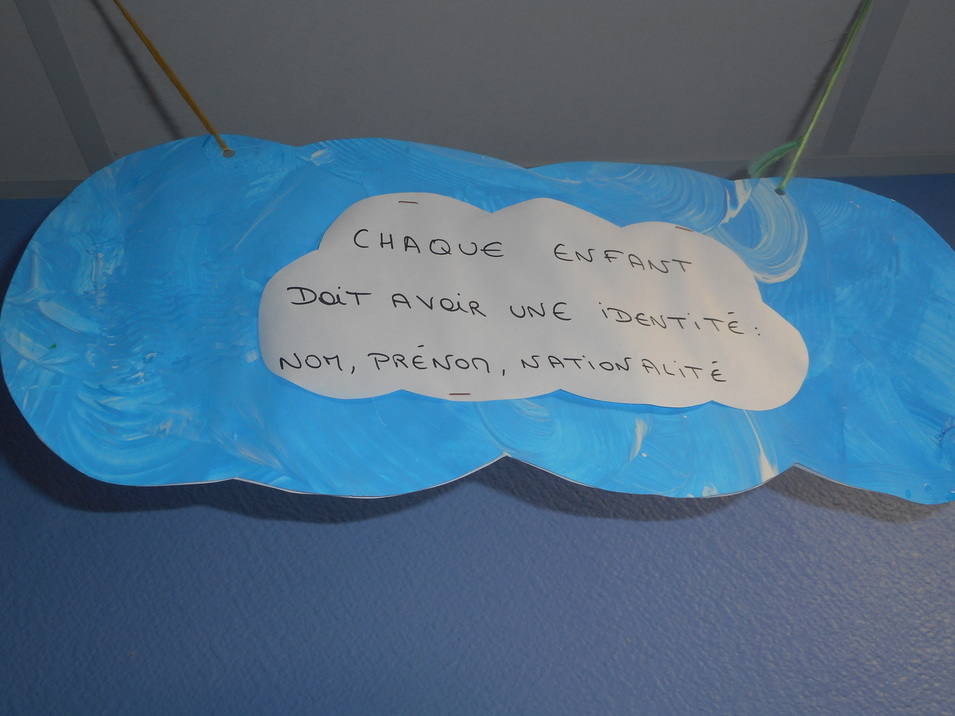 CHAQUE ENFANT
DOIT AVOIR UNE IDENTITÉ :
NOM, PRÉNOM, NATIONALITÉ